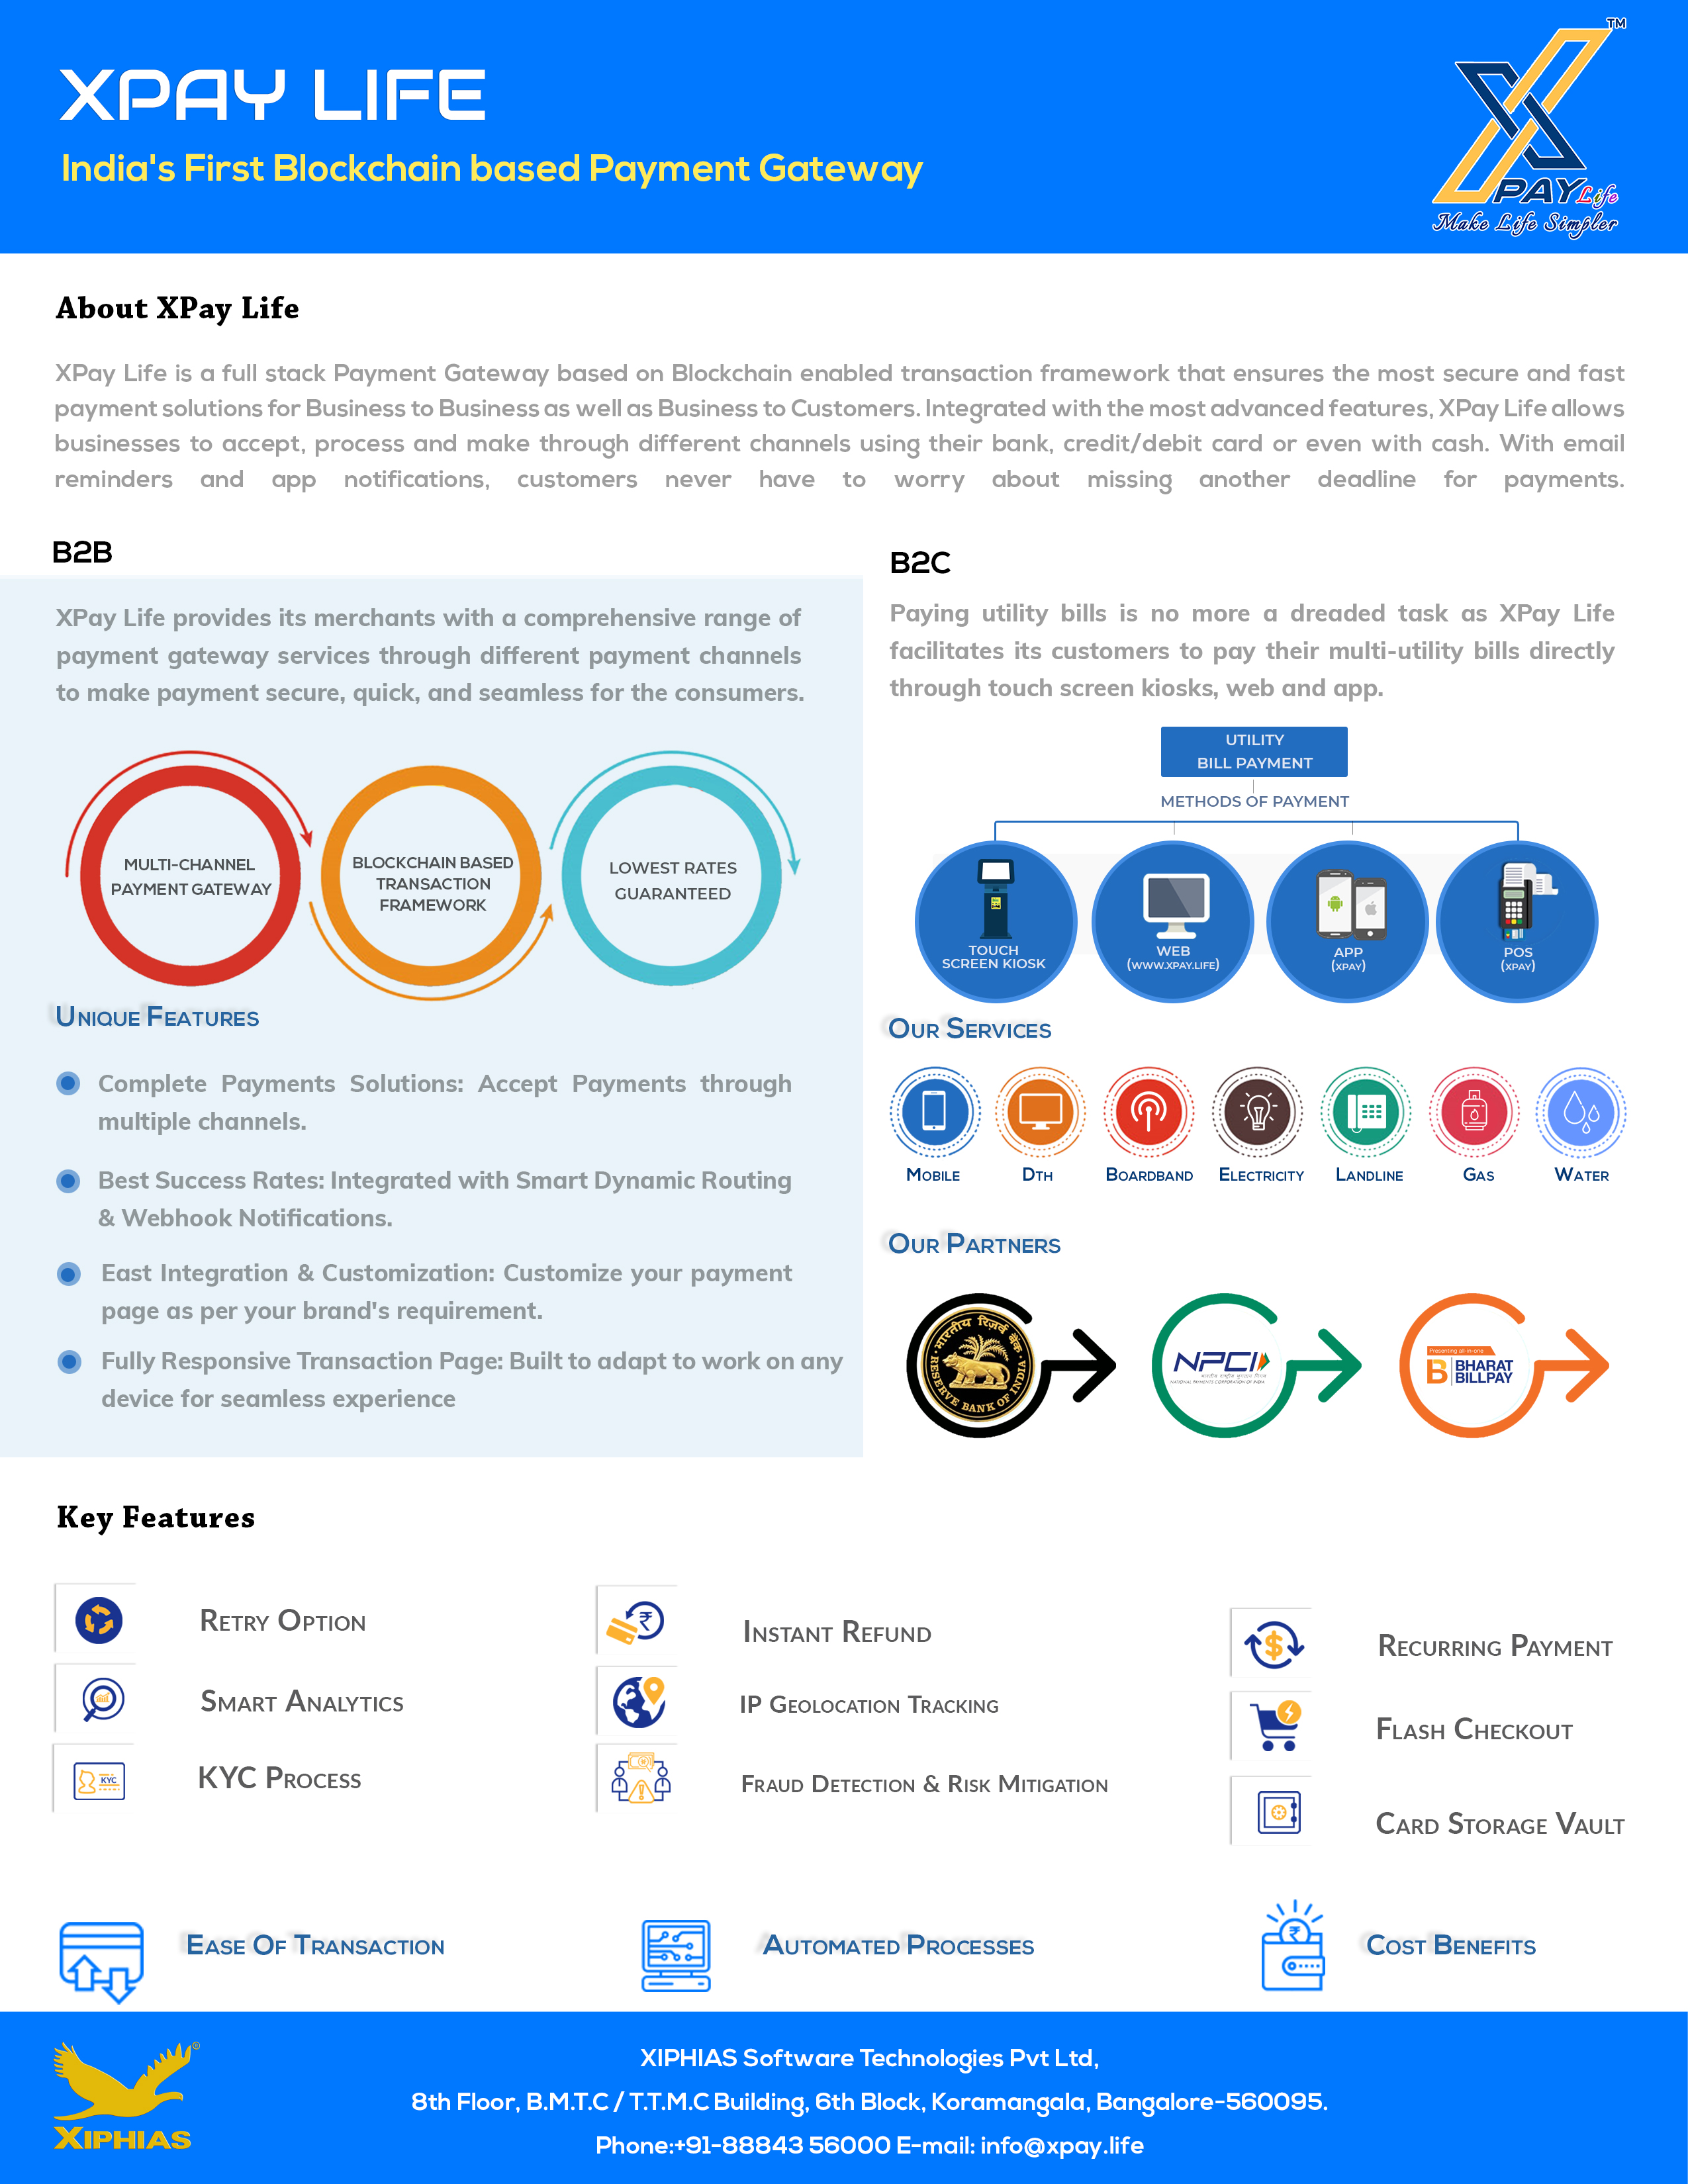 XPAY LIFE
India's First Blockchain based Payment Gateway
TM
PAY Life
Make Life Simpler
About XPay Life
XPay Life is a full stack Payment Gateway based on Blockchain enabled transaction framework that ensures the most secure and fast
payment solutions for Business to Business as well as Business to Customers. Integrated with the most advanced features, XPay Life allows
businesses to accept, process and make through different channels using their bank, credit/debit card or even with cash. With email
reminders and app notifications, customers never have to worry about missing another deadline for payments.
B2B
XPay Life provides its merchants with a comprehensive range of
payment gateway services through different payment channels
to make payment secure, quick, and seamless for the consumers.
MULTI-CHANNEL
PAYMENT GATEWAY
BLOCKCHAIN BASED
TRANSACTION
FRAMEWORK
LOWEST RATES
GUARANTEED
UNIQUE FEATURES
Complete Payments Solutions: Accept Payments through
multiple channels.
Best Success Rates: Integrated with Smart Dynamic Routing
& Webhook Notifications.
East Integration & Customization: Customize your payment
page as per your brand's requirement.
Fully Responsive Transaction Page: Built to adapt to work on any
device for seamless experience
B2C
Paying utility bills is no more a dreaded task as XPay Life
facilitates its customers to pay their multi-utility bills directly
through touch screen kiosks, web and app.
UTILITY
BILL PAYMENT
METHODS OF PAYMENT
TOUCH
SCREEN KIOSK
WEB
(WWW.XPAY.LIFE)
APP
(XPAY)
POS
(XPAY)
OUR SERVICES
MOBILE
DTH
BOARDBAND
ELECTRICITY
LANDLINE
GAS
WATER
OUR PARTNERS
भारतीय रिज़र्व बैंक
RESERVE BANK OF INDIA
NPCI
भारतीय राष्ट्रीय भुगतान निगम
NATIONAL PAYMENTS CORPORATION OF INDIA
Presenting all-in-one
B BHARAT
BILLPAY
Key Features
RETRY OPTION
SMART ANALYTICS
KYC
KYC PROCESS
INSTANT REFUND
IP GEOLOCATION TRACKING
FRAUD DETECTION & RISK MITIGATION
RECURRING PAYMENT
FLASH CHECKOUT
CARD STORAGE VAULT
EASE OF TRANSACTION
AUTOMATED PROCESSES
COST BENEFITS
XIPHIAS
XIPHIAS Software Technologies Pvt Ltd,
8th Floor, B.M.T.C / T.T.M.C Building, 6th Block, Koramangala, Bangalore-560095.
Phone:+91-88843 56000 E-mail: info@xpay.life